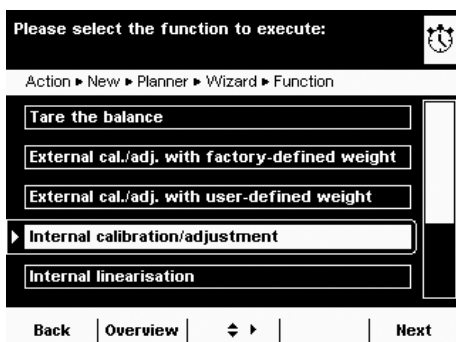 Please select the function to execute:
Action ▸ New ▸ Planner ▸ Wizard ▸ Function
Tare the balance
External cal./adj. with factory-defined weight
External cal./adj. with user-defined weight
Internal calibration/adjustment
Internal linearisation
Back Overview Next